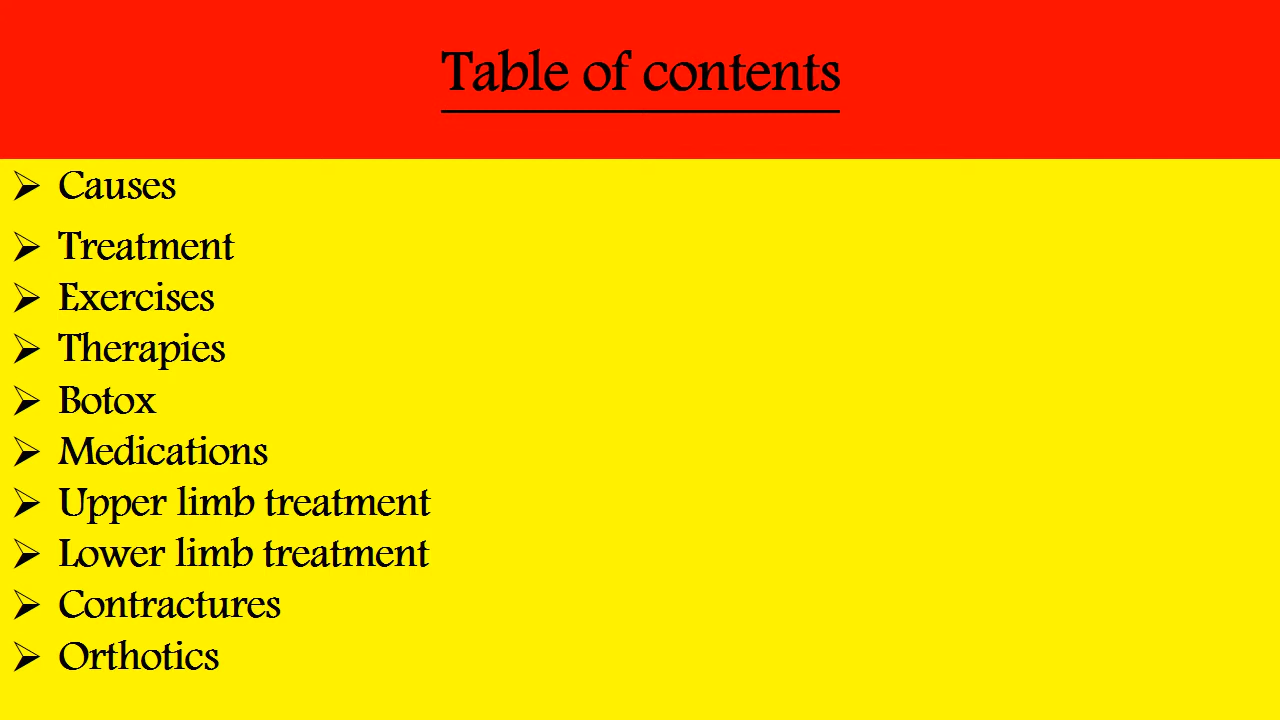 Table of contents
Causes
Treatment
Exercises
Therapies
Botox
Medications
Upper limb treatment
Lower limb treatment
Contractures
Orthotics